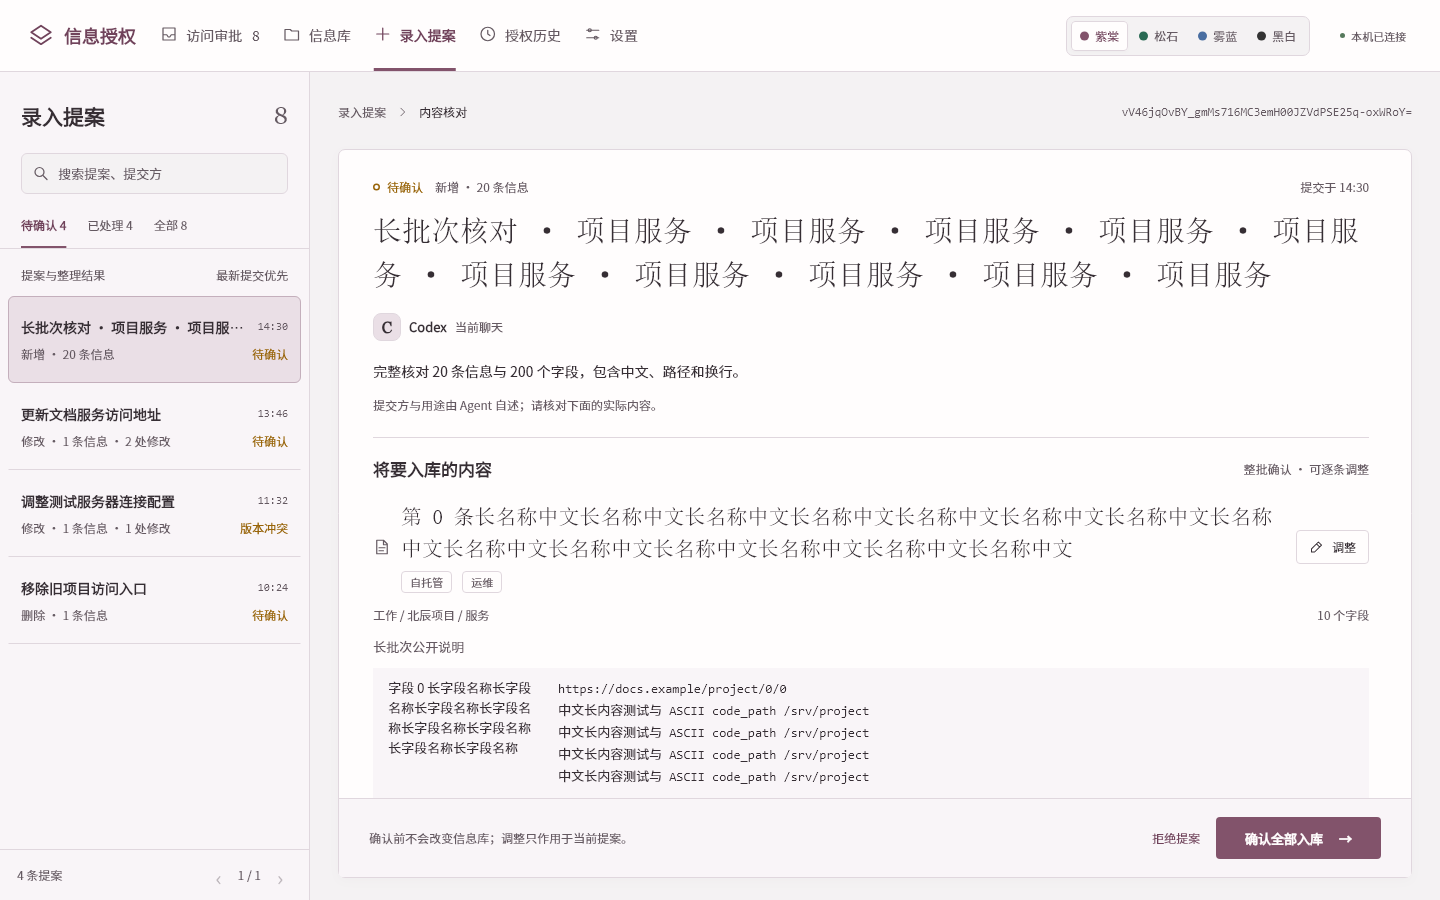 信息授权
访问审批 8
信息库
录入提案
授权历史
设置
紫棠
松石
雾蓝
黑白
本机已连接
录入提案 8
搜索提案、提交方
待确认 4 已处理 4 全部 8
提案与整理结果 最新提交优先
长批次核对 · 项目服务 · 项目服… 14:30
新增 · 20 条信息 待确认
更新文档服务访问地址 13:46
修改 · 1 条信息 · 2 处修改 待确认
调整测试服务器连接配置 11:32
修改 · 1 条信息 · 1 处修改 版本冲突
移除旧项目访问入口 10:24
删除 · 1 条信息 待确认
4 条提案 ‹ 1 / 1 ›
录入提案 > 内容核对 vV46jqOvBY_gmMs716MC3emH00JZVdPSE25q-oxWRoY=
待确认 新增 · 20 条信息 提交于 14:30
长批次核对 · 项目服务 · 项目服务 · 项目服务 · 项目服务 · 项目服
务 · 项目服务 · 项目服务 · 项目服务 · 项目服务 · 项目服务
C Codex 当前聊天
完整核对 20 条信息与 200 个字段，包含中文、路径和换行。
提交方与用途由 Agent 自述；请核对下面的实际内容。
将要入库的内容 整批确认 · 可逐条调整
第 0 条长名称中文长名称中文长名称中文长名称中文长名称中文长名称中文长名称中文长名称
中文长名称中文长名称中文长名称中文长名称中文长名称中文长名称中文
调整
自托管 运维
工作 / 北辰项目 / 服务 10 个字段
长批次公开说明
字段 0 长字段名称长字段
名称长字段名称长字段名
称长字段名称长字段名称
长字段名称长字段名称
https://docs.example/project/0/0
中文长内容测试与 ASCII code_path /srv/project
中文长内容测试与 ASCII code_path /srv/project
中文长内容测试与 ASCII code_path /srv/project
中文长内容测试与 ASCII code_path /srv/project
确认前不会改变信息库；调整只作用于当前提案。 拒绝提案 确认全部入库 →